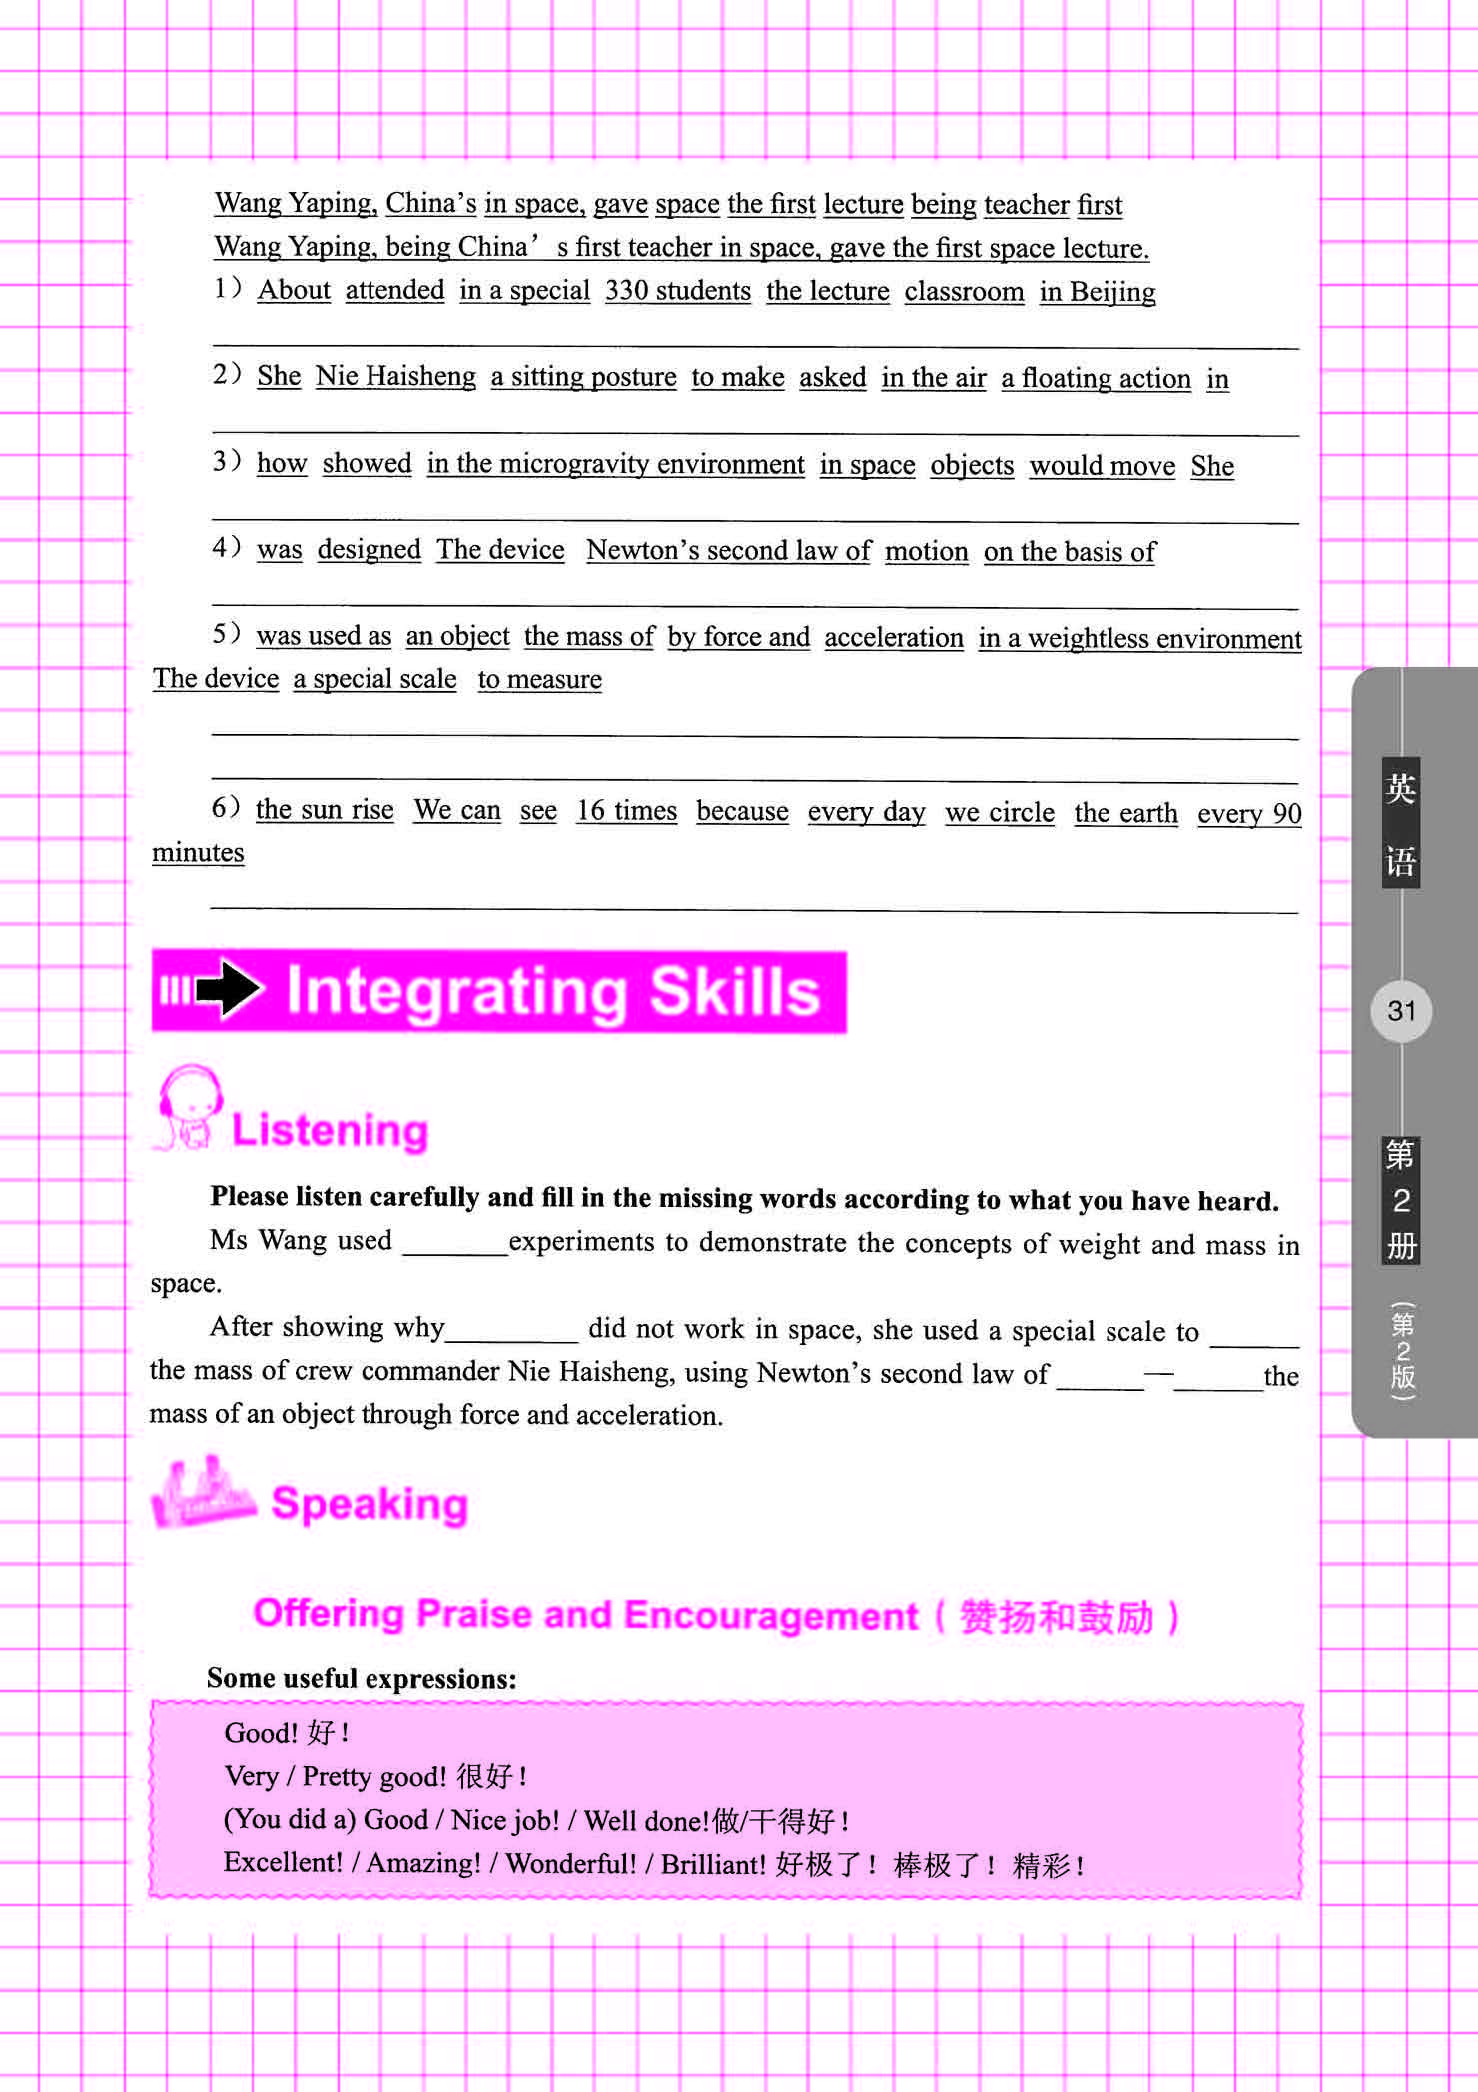 Wang Yaping, China's in space, gave space the first lecture being teacher first
Wang Yaping, being China’ s first teacher in space, gave the first space lecture.
1）About attended in a special 330 students the lecture classroom in Beijing
2）She Nie Haisheng a sitting posture to make asked in the air a floating action in
3）how showed in the microgravity environment in space objects would move She
4）was designed The device Newton's second law of motion on the basis of
5）was used as an object the mass of by force and acceleration in a weightless environment
The device a special scale to measure
6）the sun rise We can see 16 times because every day we circle the earth every 90
minutes
Integrating Skills
Listening
Please listen carefully and fill in the missing words according to what you have heard.
Ms Wang used _______experiments to demonstrate the concepts of weight and mass in
space.
After showing why_________ did not work in space, she used a special scale to ______
the mass of crew commander Nie Haisheng, using Newton's second law of ______—______the
mass of an object through force and acceleration.
Speaking
Offering Praise and Encouragement（赞扬和鼓励）
Some useful expressions:
Good! 好！
Very / Pretty good! 很好！
(You did a) Good / Nice job! / Well done!做/干得好！
Excellent! / Amazing! / Wonderful! / Brilliant! 好极了！棒极了！精彩！
英语
31
第2册
（第2版）